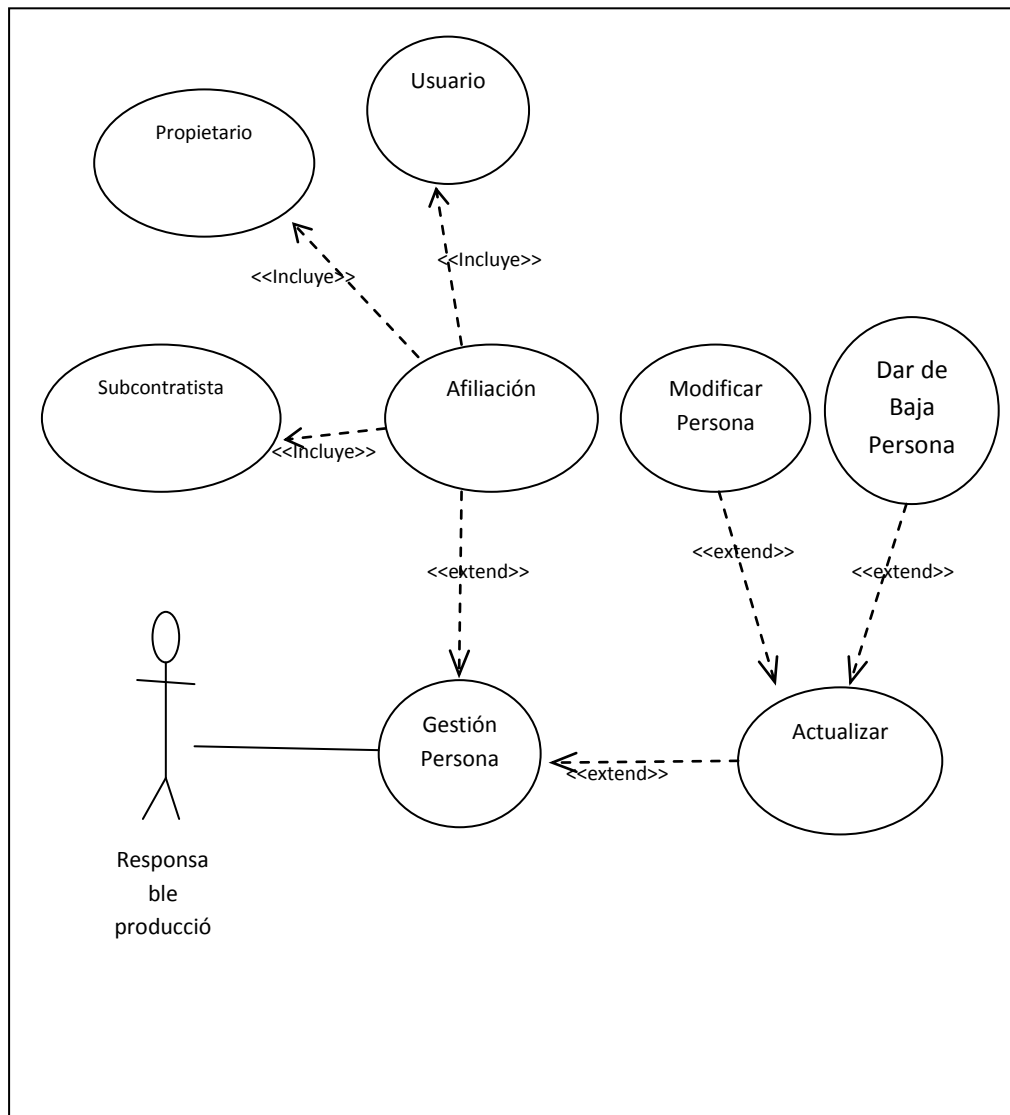 Usuario
Propietario
<<Incluye>>
<<Incluye>>
Subcontratista
Afiliación
Modificar
Persona
Dar de
Baja
Persona
<<Incluye>>
<<extend>>
<<extend>>
<<extend>>
Gestión
Persona
Actualizar
<<extend>>
Responsa
ble
producció